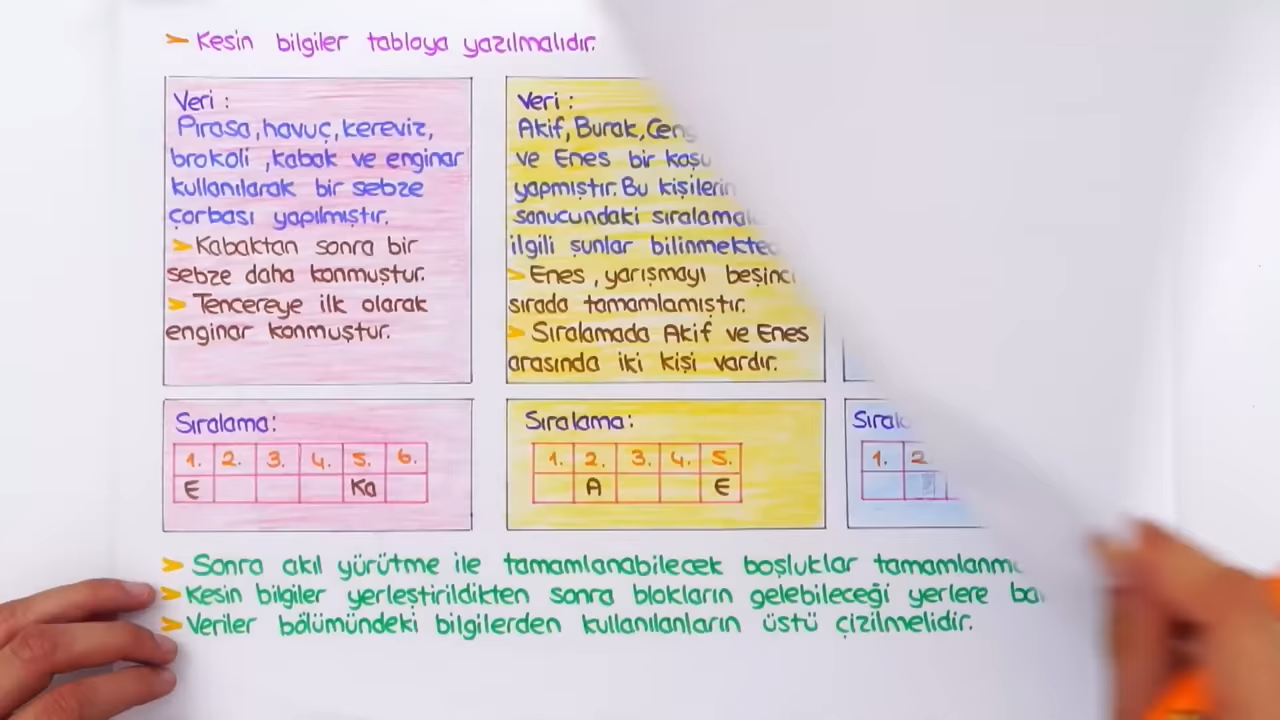 ➤ Kesin bilgiler tabloya yazılmalıdır.
Veri :
Pırasa, havuç, kereviz,
brokoli , kabak ve enginar
kullanılarak bir sebze
çorbası yapılmıştır.
➤ Kabaktan sonra bir
sebze daha konmuştur.
➤ Tencereye ilk olarak
enginar konmuştur.
Veri :
Akif, Burak,
ve Enes bir
yapmıştır. Bu kişilerin
sonucundaki
ilgili şunlar
➤ Enes , yarışmayı beşinci
sırada tamamlamıştır.
➤ Sıralamada Akif ve Enes
arasında iki kişi vardır.
Sıralama:
1. 2. 3. 4. 5. 6.
E Ka
Sıralama:
1. 2. 3. 4. 5.
A E
1. 2
➤ Sonra akıl yürütme ile tamamlanabilecek boşluklar
➤ Kesin bilgiler yerleştirildikten sonra blokların gelebileceği yerlere
➤ Veriler bölümündeki bilgilerden kullanılanların üstü çizilmelidir.